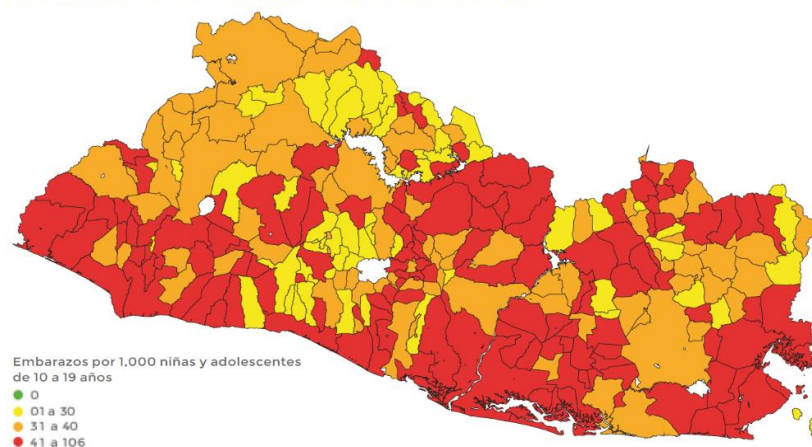 Embarazos por 1,000 niñas y adolescentes
de 10 a 19 años
0
01 a 30
31 a 40
41 a 106